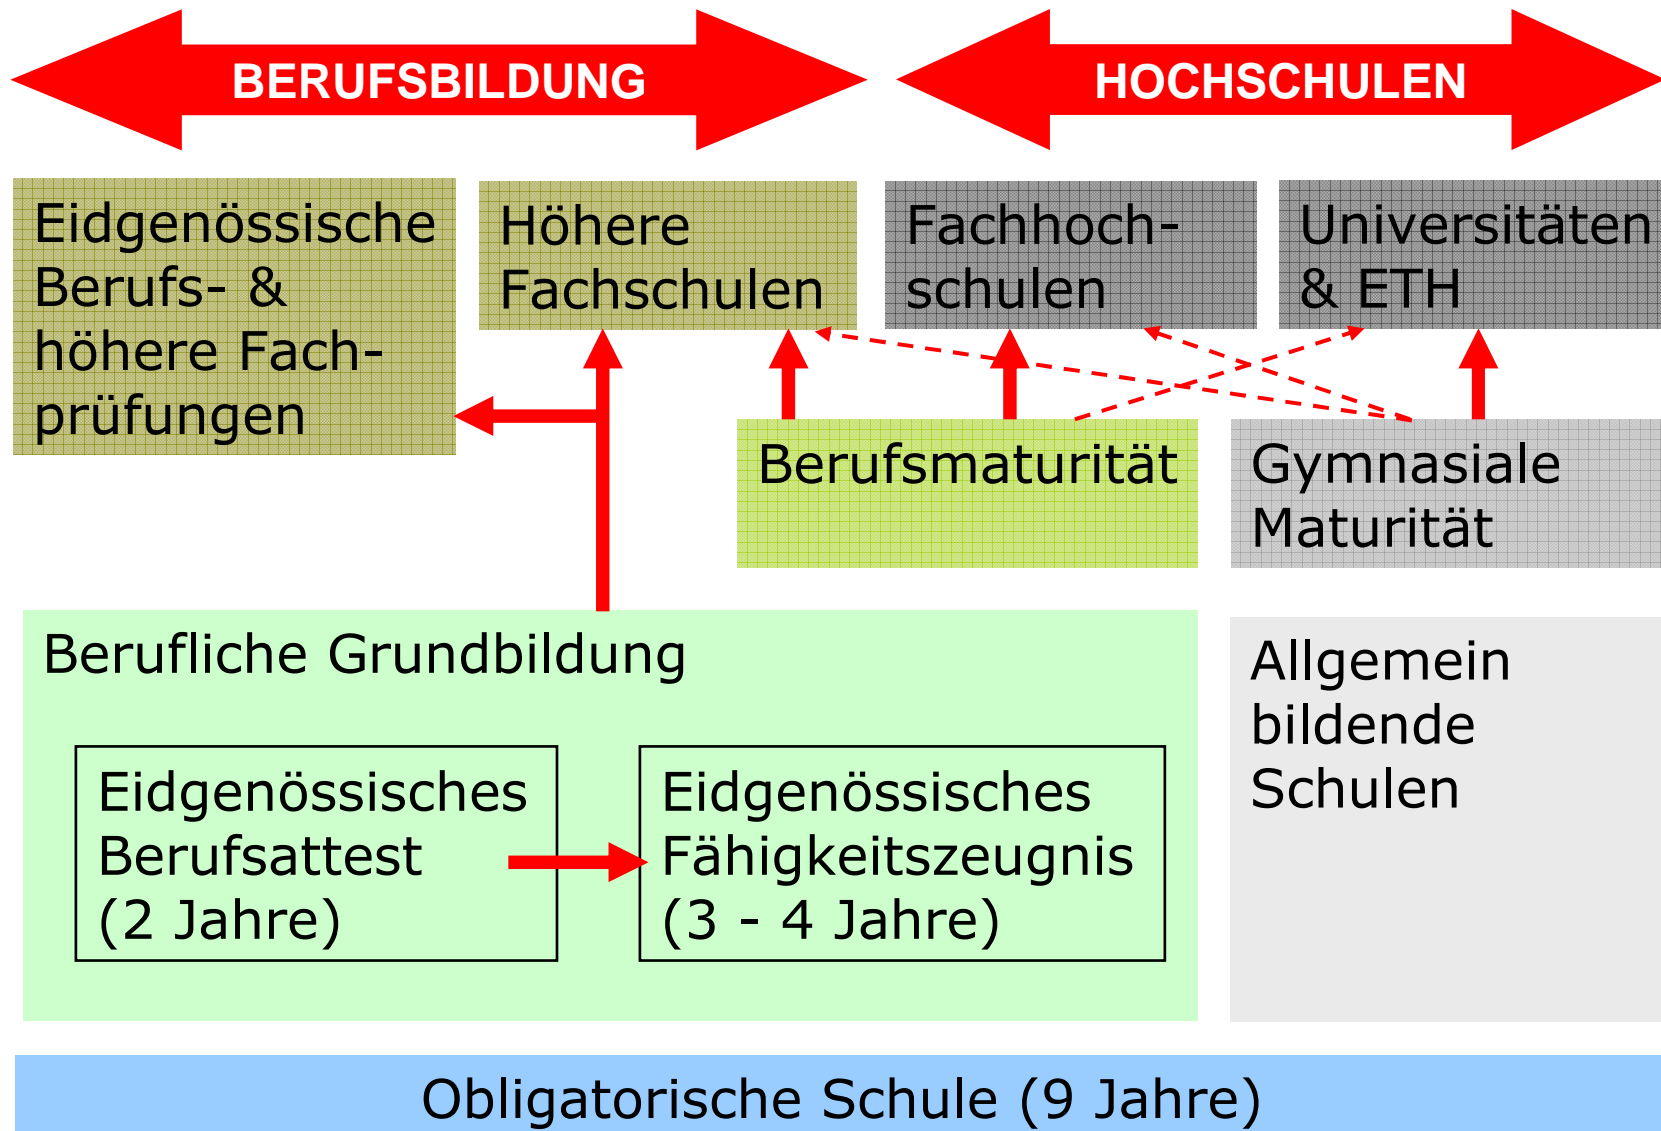 BERUFSBILDUNG
HOCHSCHULEN
Eidgenössische
Berufs- &
höhere Fach-
prüfungen
Höhere
Fachschulen
Fachhoch-
schulen
Universitäten
& ETH
Berufsmaturität
Gymnasiale
Maturität
Berufliche Grundbildung
Eidgenössisches
Berufsattest
(2 Jahre)
Eidgenössisches
Fähigkeitszeugnis
(3 - 4 Jahre)
Allgemein
bildende
Schulen
Obligatorische Schule (9 Jahre)